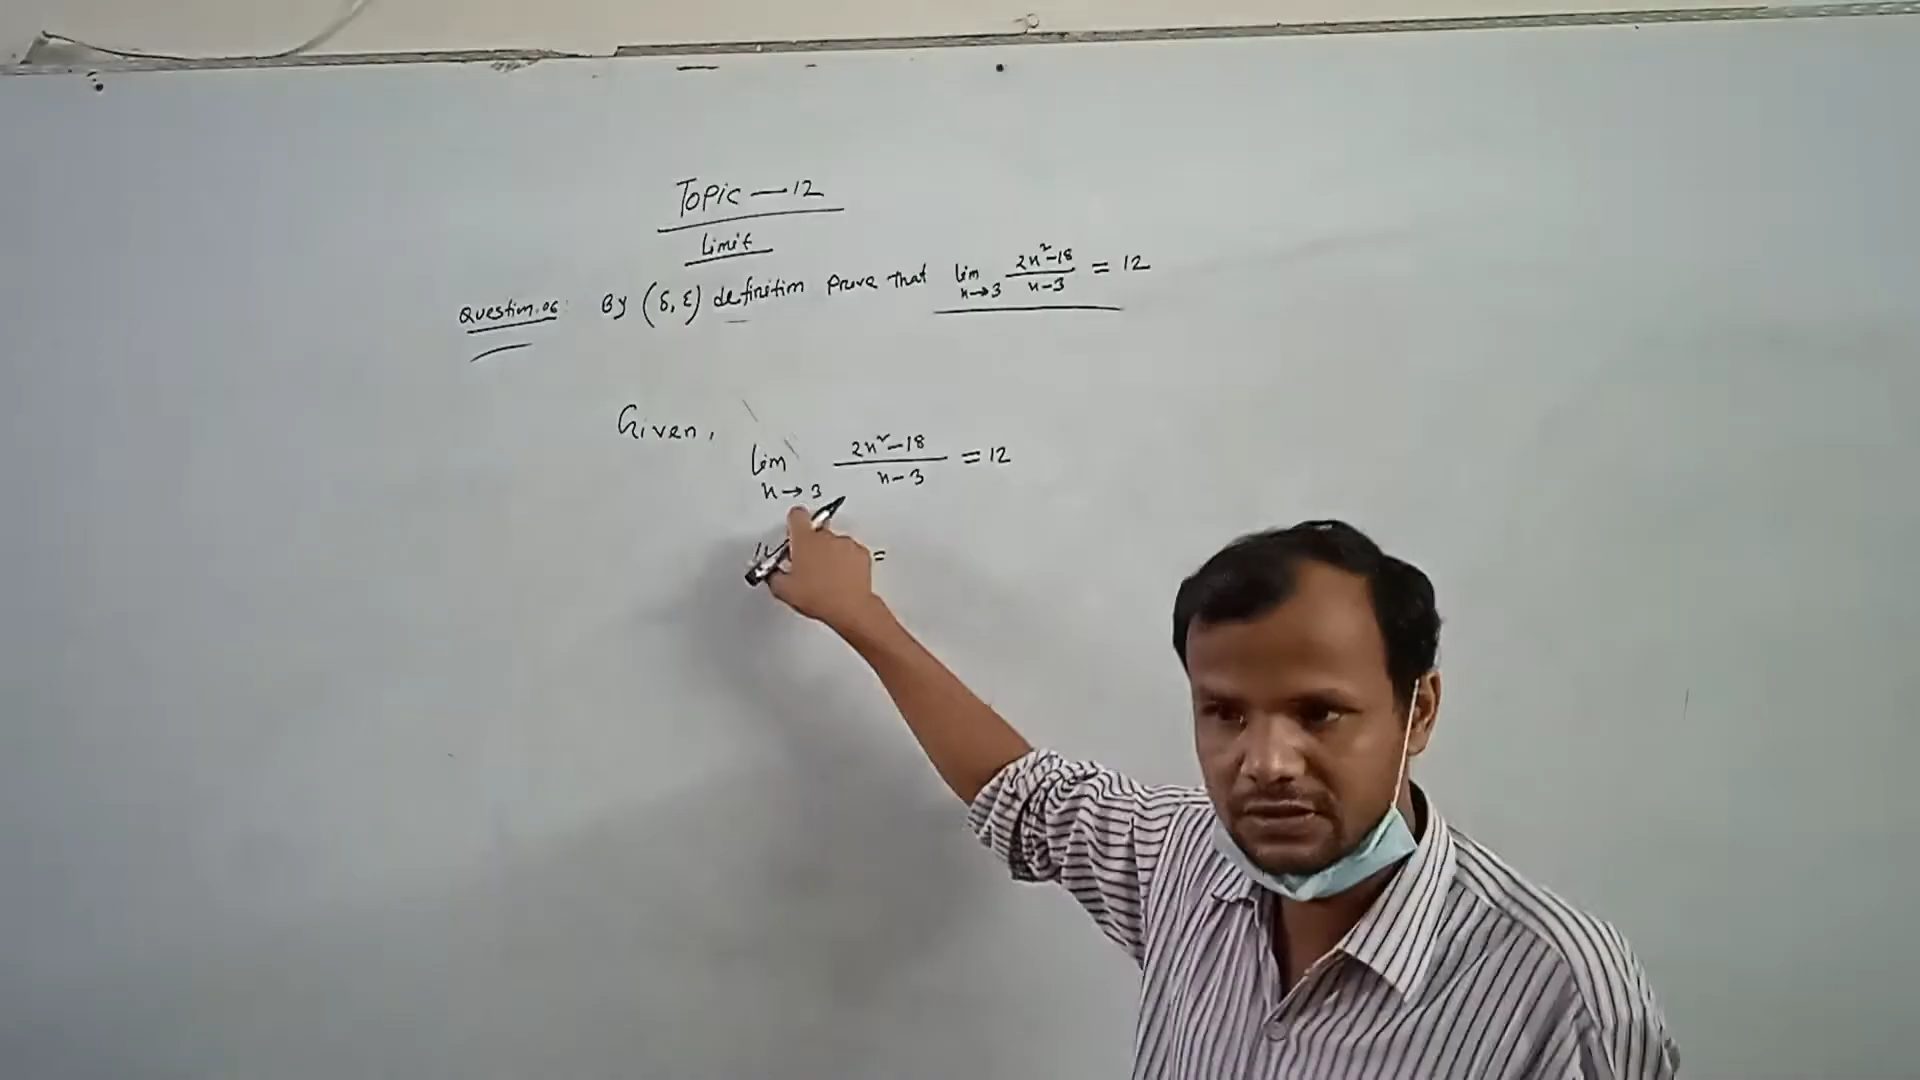 Topic — 12
Limit
Question.06: By (δ, ε) definition Prove that lim x→3 2x²-18/x-3 = 12
Given,
lim x→3 2x²-18/x-3 = 12
=